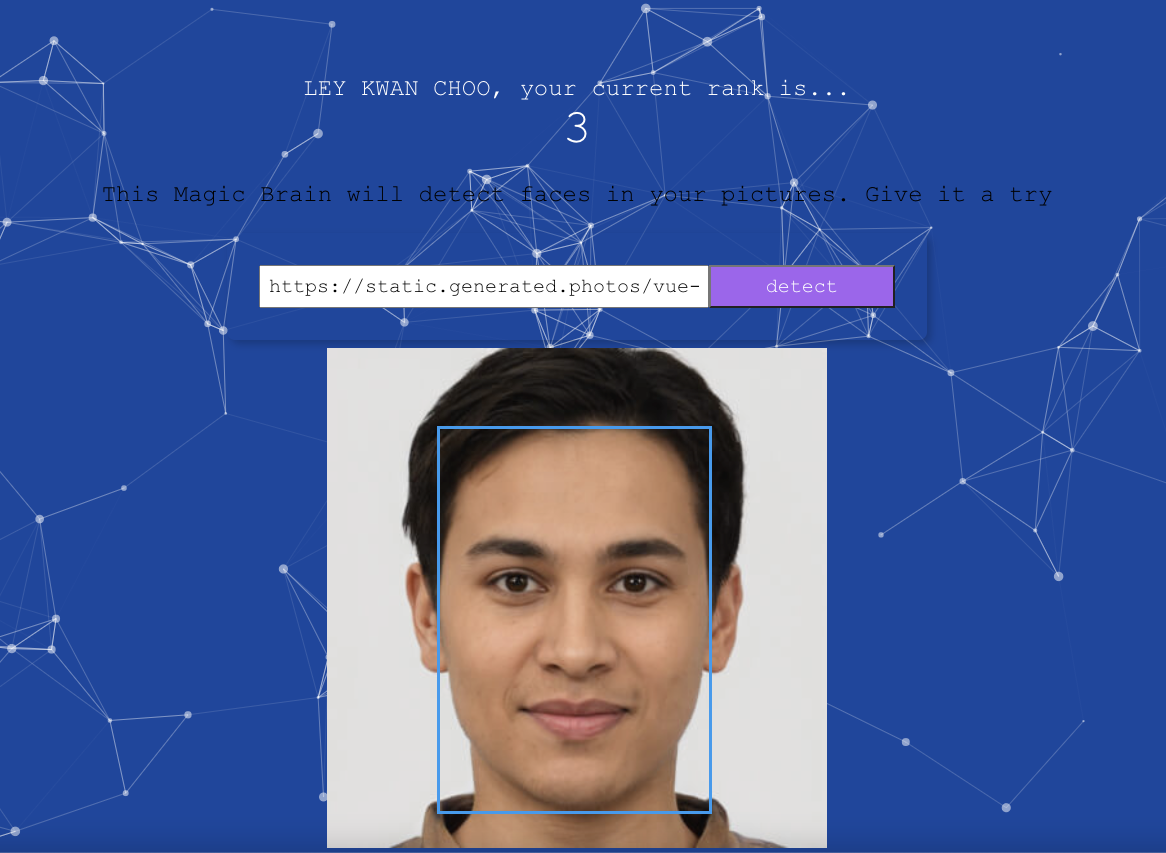 LEY KWAN CHOO, your current rank is...
3
This Magic Brain will detect faces in your pictures. Give it a try
https://static.generated.photos/vue-
detect